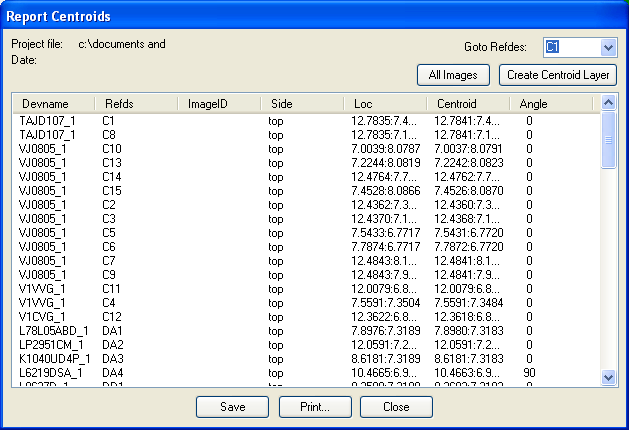 Report Centroids
Project file: c:\documents and
Goto Refdes: C1
Date:
All Images Create Centroid Layer
Devname Refds ImageID Side Loc Centroid Angle
TAJD107_1 C1 top 12.7835:7.4... 12.7841:7.4... 0
TAJD107_1 C8 top 12.7835:7.1... 12.7841:7.1... 0
VJ0805_1 C10 top 7.0039:8.0787 7.0037:8.0791 0
VJ0805_1 C13 top 7.2244:8.0819 7.2242:8.0823 0
VJ0805_1 C14 top 12.4764:7.7... 12.4762:7.7... 0
VJ0805_1 C15 top 7.4528:8.0866 7.4526:8.0870 0
VJ0805_1 C2 top 12.4362:7.3... 12.4360:7.3... 0
VJ0805_1 C3 top 12.4370:7.1... 12.4368:7.1... 0
VJ0805_1 C5 top 7.5433:6.7717 7.5431:6.7720 0
VJ0805_1 C6 top 7.7874:6.7717 7.7872:6.7720 0
VJ0805_1 C7 top 12.4843:8.1... 12.4841:8.1... 0
VJ0805_1 C9 top 12.4843:7.9... 12.4841:7.9... 0
V1VVG_1 C11 top 12.0079:6.8... 12.0079:6.8... 0
V1VVG_1 C4 top 7.5591:7.3504 7.5591:7.3484 0
V1CVG_1 C12 top 12.3622:6.8... 12.3618:6.8... 0
L78L05ABD_1 DA1 top 7.8976:7.3189 7.8980:7.3183 0
LP2951CM_1 DA2 top 12.0591:7.2... 12.0591:7.2... 0
K1040UD4P_1 DA3 top 8.6181:7.3189 8.6181:7.3183 0
L6219DSA_1 DA4 top 10.4665:6.9... 10.4663:6.9... 90
Save Print... Close